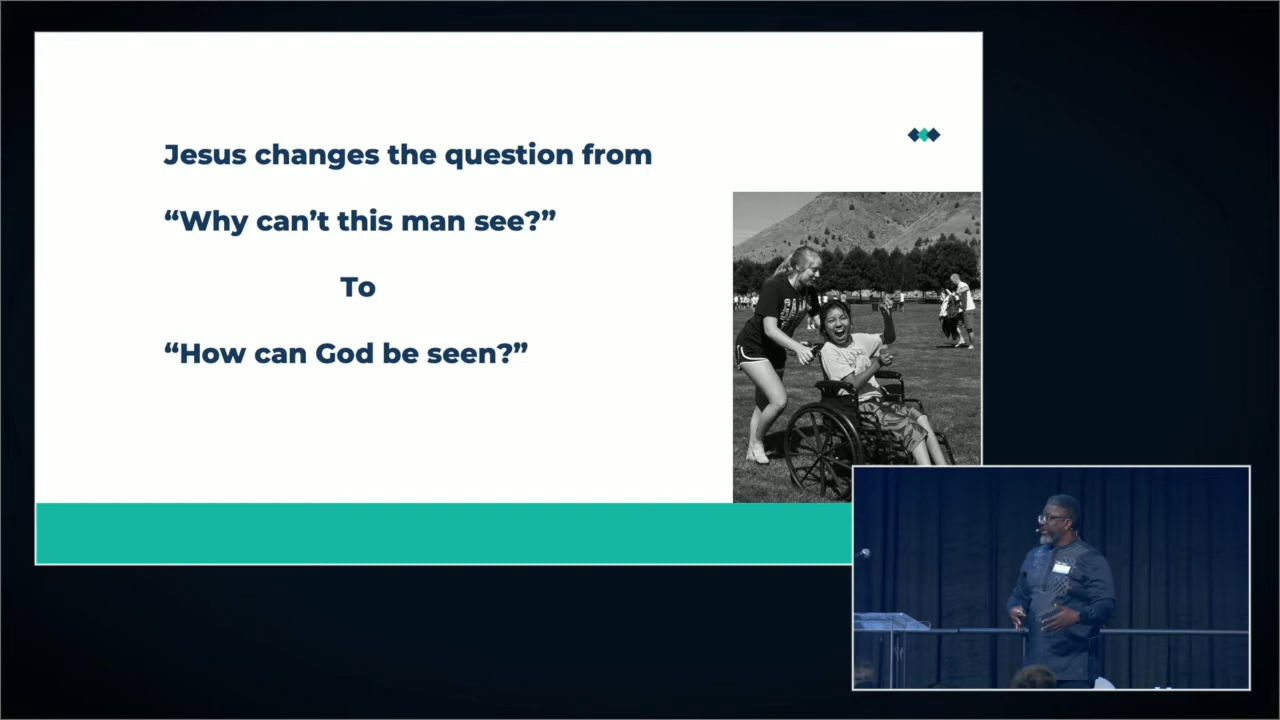 Jesus changes the question from
“Why can’t this man see?”
To
“How can God be seen?”